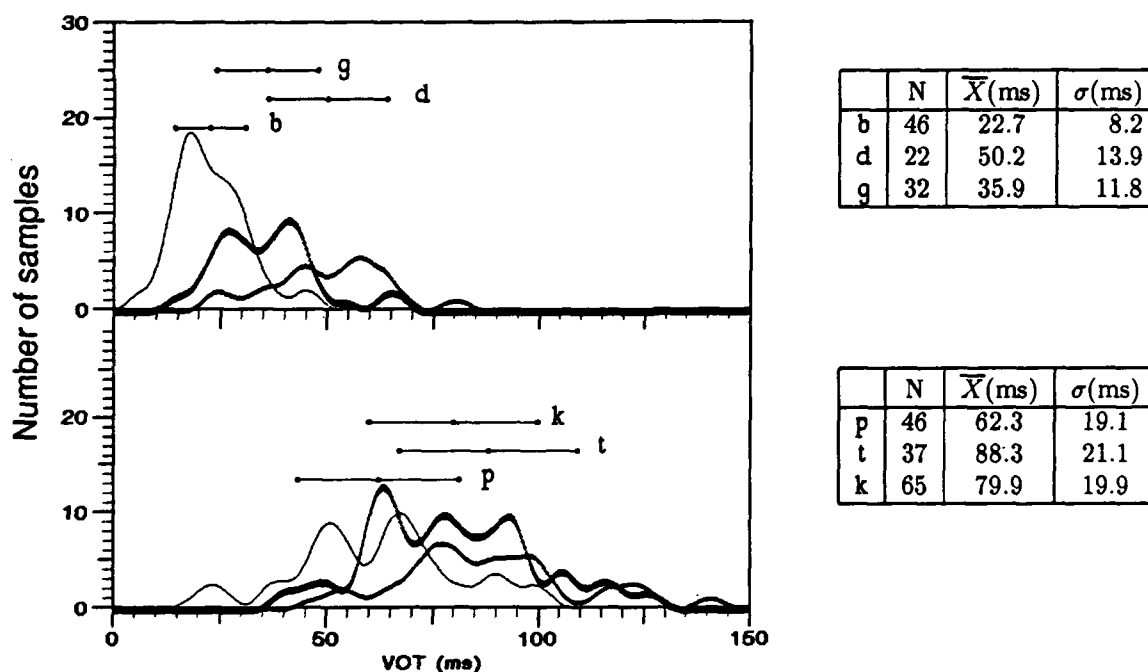 30
20
10
0
g
d
b
Number of samples
20
10
0
k
t
p
0 50 100 150
VOT (ms)
N X̅(ms) σ(ms)
b 46 22.7 8.2
d 22 50.2 13.9
g 32 35.9 11.8
N X̅(ms) σ(ms)
p 46 62.3 19.1
t 37 88.3 21.1
k 65 79.9 19.9